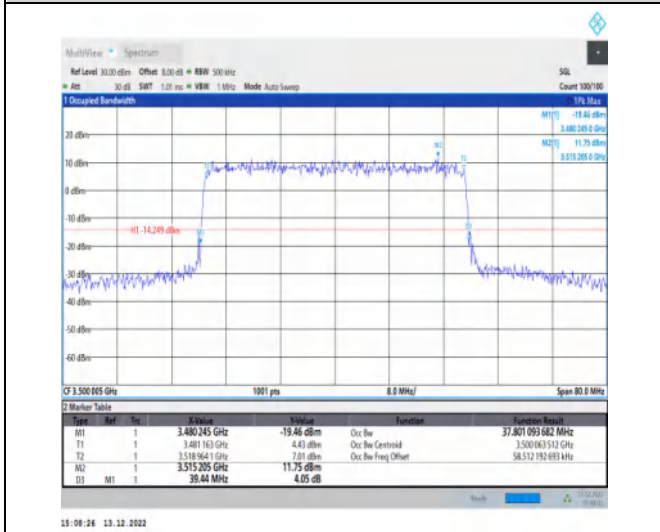 MultiView Spectrum
Ref Level 30.00 dBm Offset 8.00 dB RBW 500 kHz SGL
Att 30 dB SWT 1.01 ms VBW 1 MHz Mode Auto Sweep Count 100/100
1 Occupied Bandwidth 1Pk Max
M1[1] -19.46 dBm
3.480 245 0 GHz
M2[1] 11.75 dBm
3.515 205 0 GHz
20 dBm
M2
10 dBm
T1
T2
0 dBm
-10 dBm
H1 -14.249 dBm
M1
D3
-20 dBm
-30 dBm
-40 dBm
-50 dBm
-60 dBm
CF 3.500 005 GHz 1001 pts 8.0 MHz/ Span 80.0 MHz
2 Marker Table
Type Ref Trc X-Value Y-Value Function Function Result
M1 1 3.480245 GHz -19.46 dBm Occ Bw 37.801 093 682 MHz
T1 1 3.481 163 GHz 4.43 dBm Occ Bw Centroid 3.500 063 512 GHz
T2 1 3.518 964 1 GHz 7.01 dBm Occ Bw Freq Offset 58.512 192 693 kHz
M2 1 3.515 205 GHz 11.75 dBm
D3 M1 1 39.44 MHz 4.05 dB
Ready
15:08:26 13.12.2022